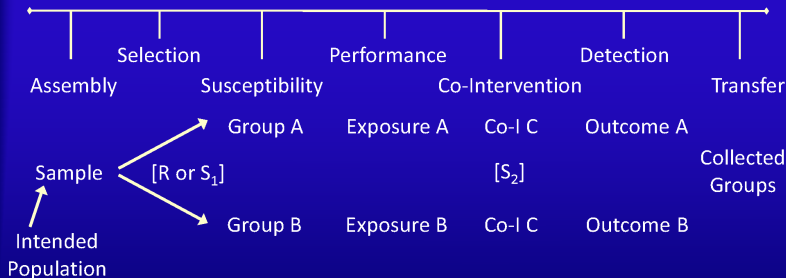 Selection Performance Detection
Assembly Susceptibility Co-Intervention Transfer
Group A Exposure A Co-I C Outcome A
Sample [R or S₁] [S₂] Collected
Groups
Group B Exposure B Co-I C Outcome B
Intended
Population